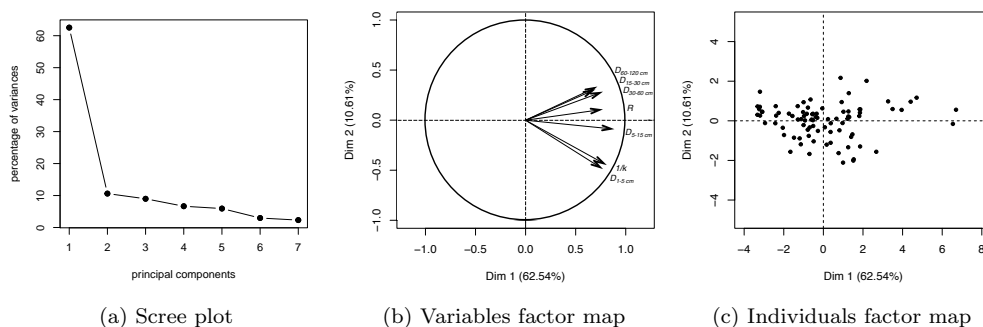 percentage of variances
60
50
40
30
20
10
0
1 2 3 4 5 6 7
principal components
(a) Scree plot
Dim 2 (10.61%)
1.0
0.5
0.0
−0.5
−1.0
D60-120 cm
D15-30 cm
D30-60 cm
R
D5-15 cm
1/k
D1-5 cm
−1.0 −0.5 0.0 0.5 1.0
Dim 1 (62.54%)
(b) Variables factor map
Dim 2 (10.61%)
4
2
0
−2
−4
−4 −2 0 2 4 6 8
Dim 1 (62.54%)
(c) Individuals factor map